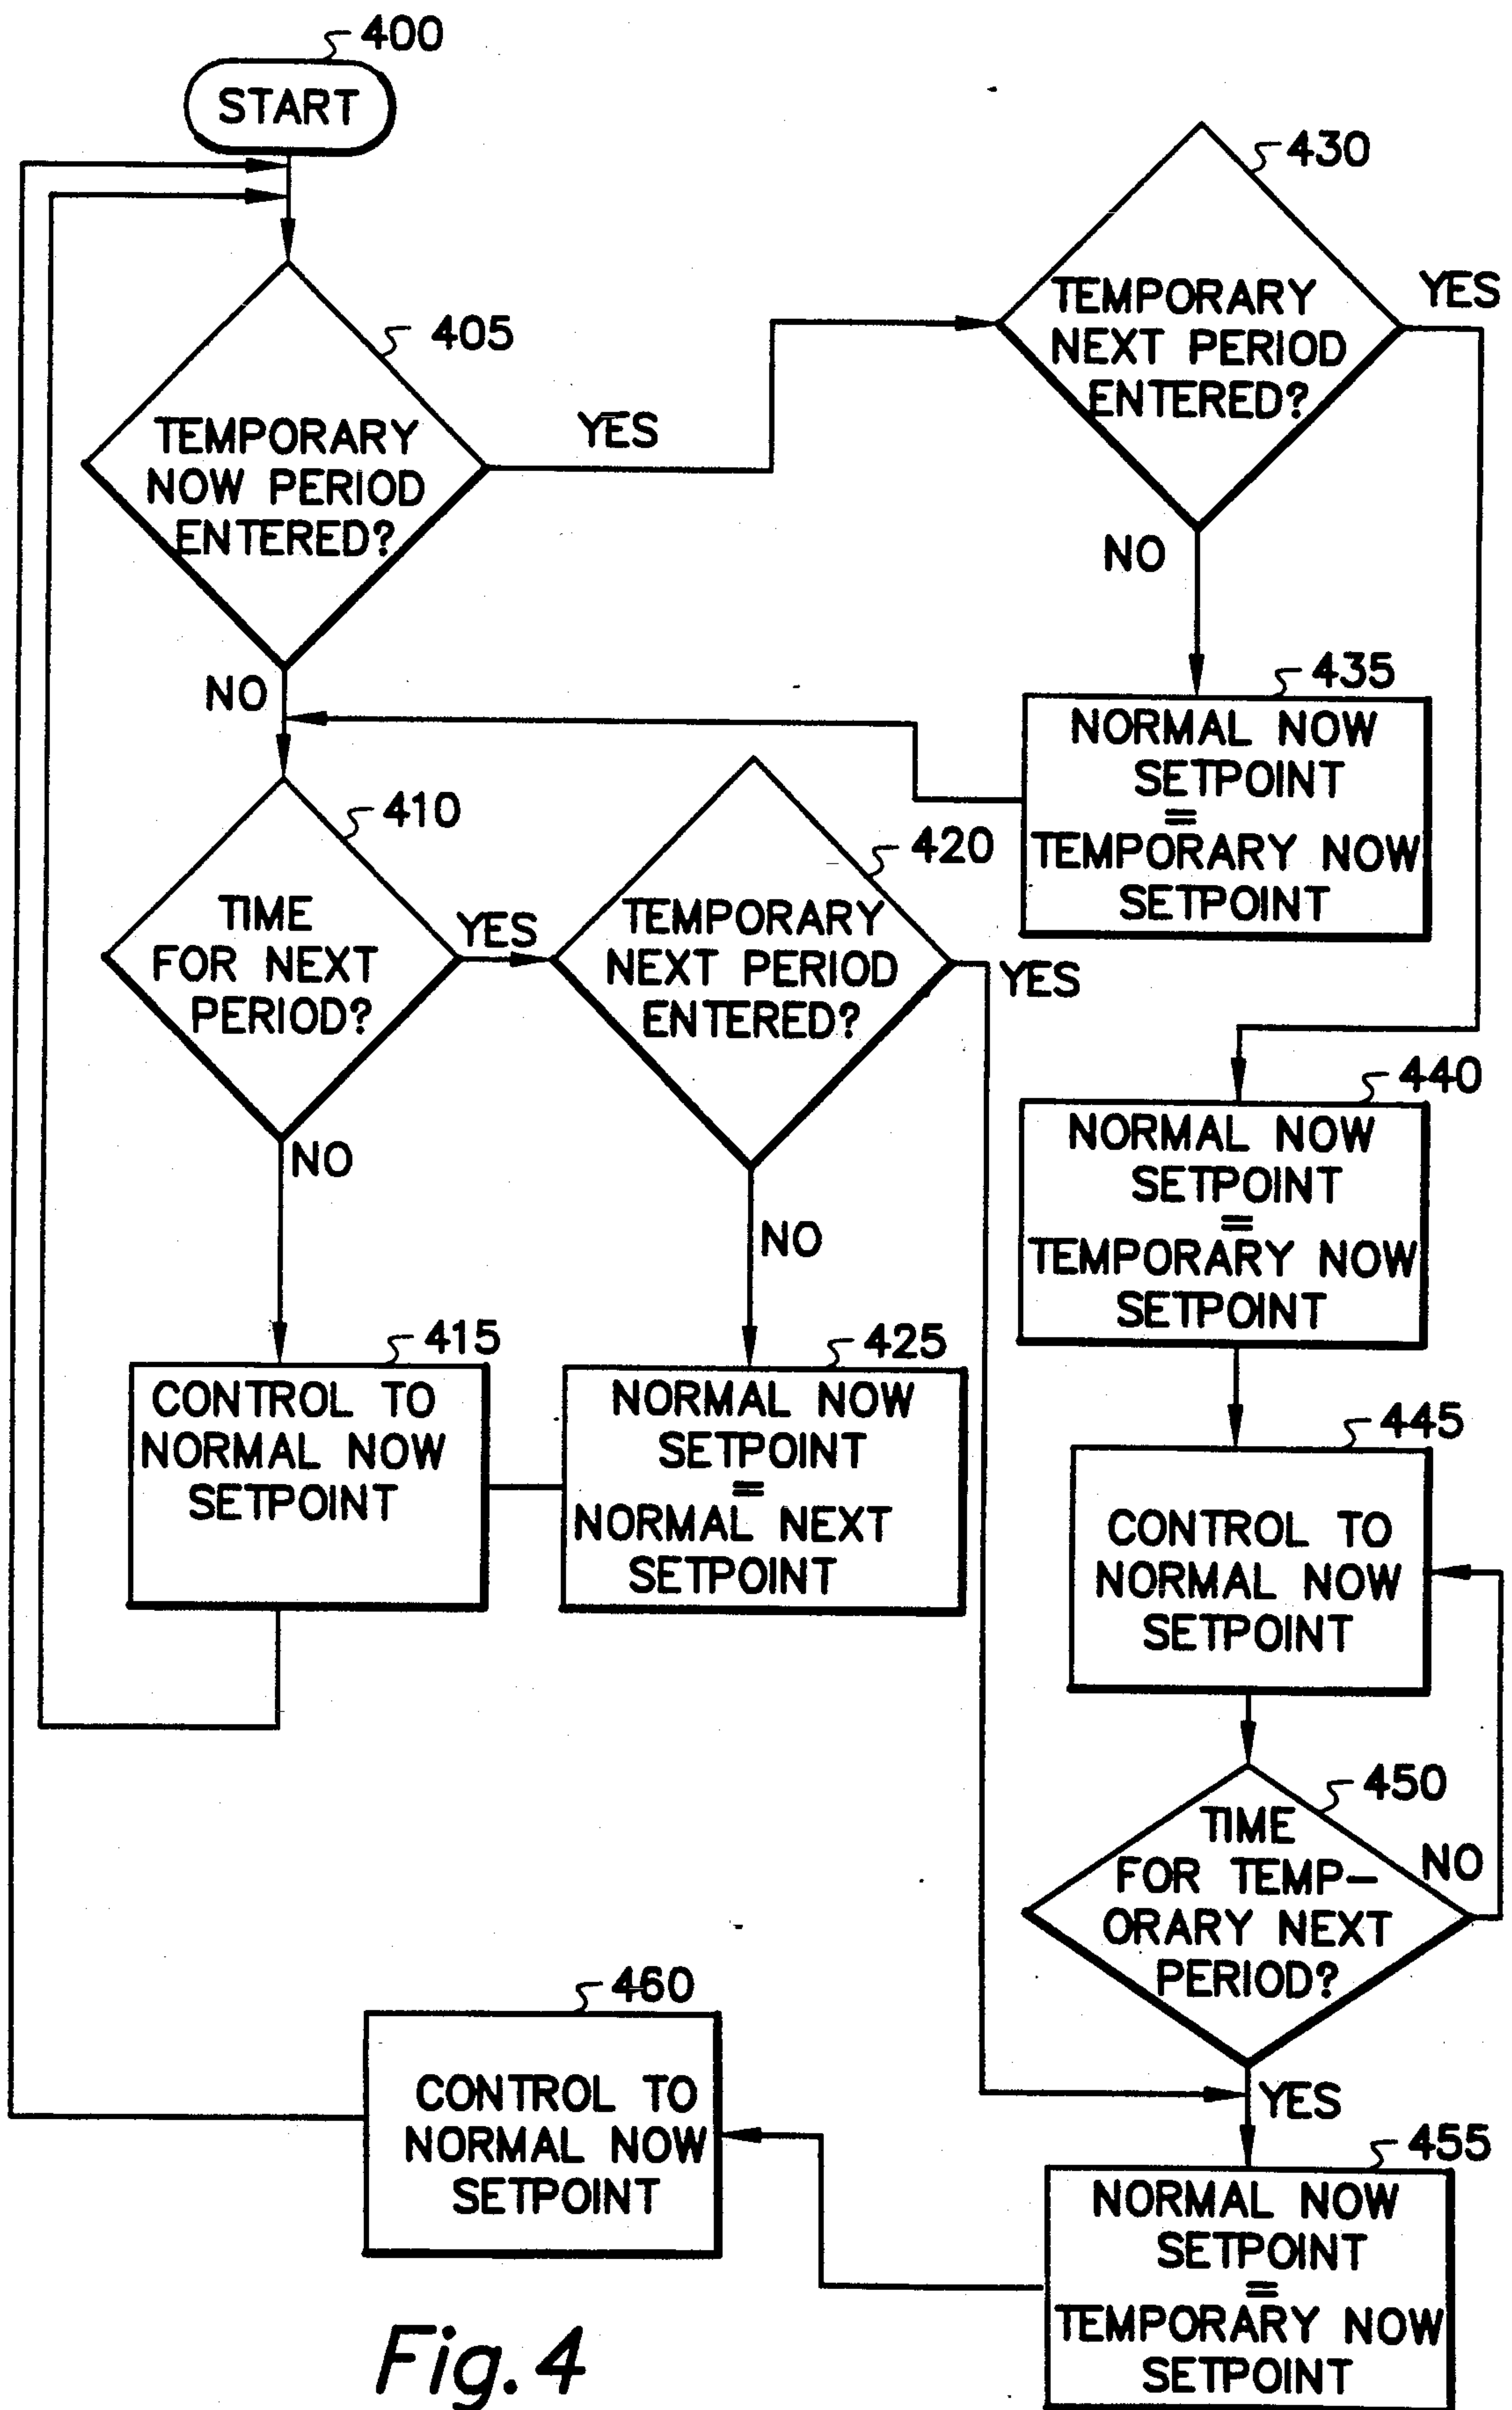 400
START
405
TEMPORARY
NOW PERIOD
ENTERED?
YES
NO
430
TEMPORARY
NEXT PERIOD
ENTERED?
YES
NO
435
NORMAL NOW
SETPOINT
=
TEMPORARY NOW
SETPOINT
410
TIME
FOR NEXT
PERIOD?
YES
NO
420
TEMPORARY
NEXT PERIOD
ENTERED?
YES
NO
415
CONTROL TO
NORMAL NOW
SETPOINT
425
NORMAL NOW
SETPOINT
=
NORMAL NEXT
SETPOINT
440
NORMAL NOW
SETPOINT
=
TEMPORARY NOW
SETPOINT
445
CONTROL TO
NORMAL NOW
SETPOINT
450
TIME
FOR TEMP-
ORARY NEXT
PERIOD?
NO
YES
455
NORMAL NOW
SETPOINT
=
TEMPORARY NOW
SETPOINT
460
CONTROL TO
NORMAL NOW
SETPOINT
Fig. 4